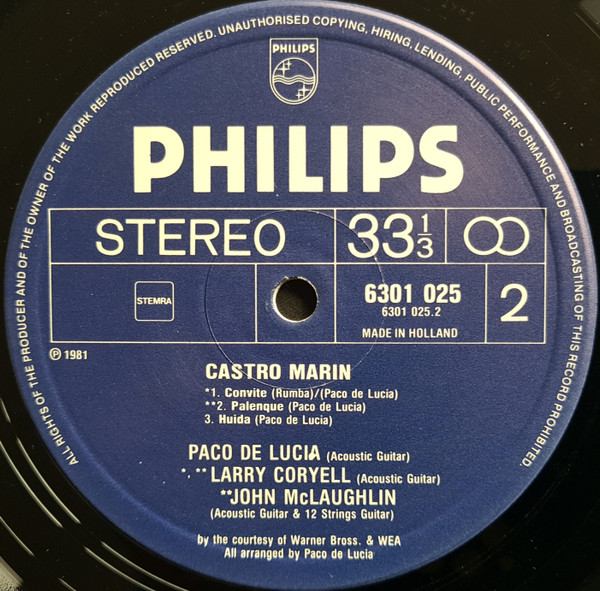 ALL RIGHTS OF THE PRODUCER AND OF THE OWNER OF THE WORK REPRODUCED RESERVED. UNAUTHORISED COPYING, HIRING, LENDING, PUBLIC PERFORMANCE AND BROADCASTING OF THIS RECORD PROHIBITED.
PHILIPS
PHILIPS
STEREO 33 1/3
STEMRA 6301 025 2
6301 025.2
MADE IN HOLLAND
℗ 1981
CASTRO MARIN
*1. Convite (Rumba)/(Paco de Lucia)
**2. Palenque (Paco de Lucia)
3. Huida (Paco de Lucia)
PACO DE LUCIA (Acoustic Guitar)
*. ** LARRY CORYELL (Acoustic Guitar)
**JOHN McLAUGHLIN
(Acoustic Guitar & 12 Strings Guitar)
by the courtesy of Warner Bross. & WEA
All arranged by Paco de Lucia